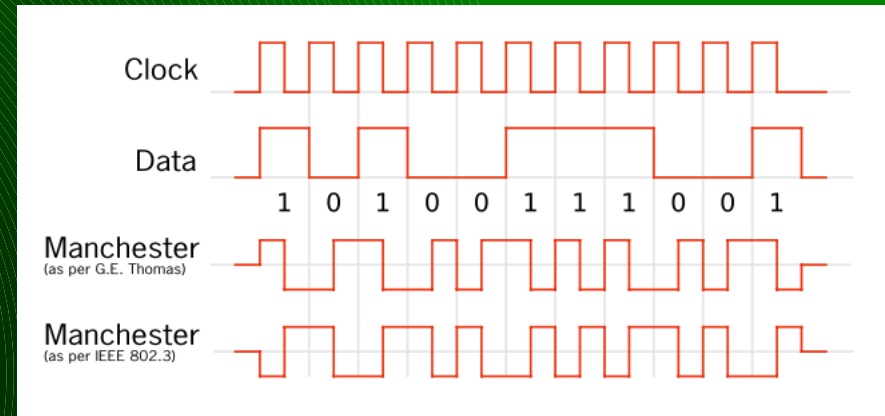 Clock
Data
1 0 1 0 0 1 1 1 0 0 1
Manchester
(as per G.E. Thomas)
Manchester
(as per IEEE 802.3)